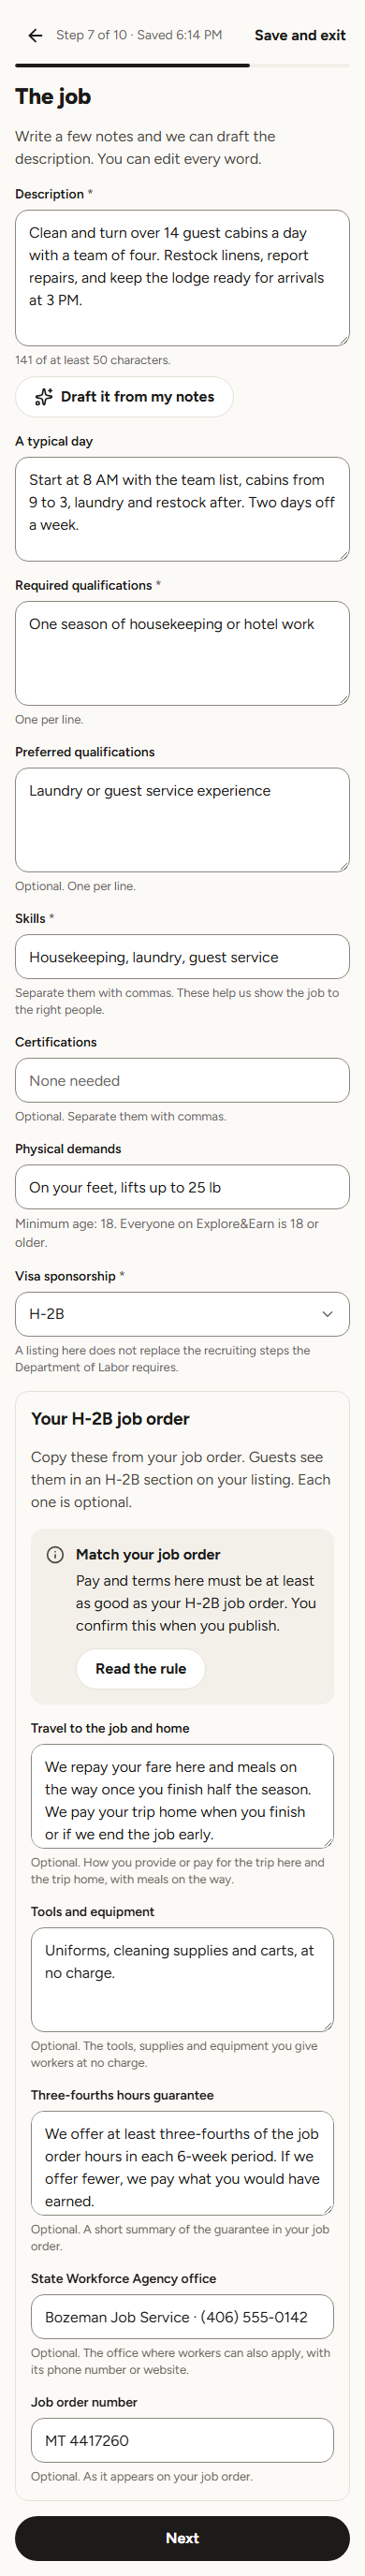 Step 7 of 10 · Saved 6:14 PM
Save and exit
The job
Write a few notes and we can draft the
description. You can edit every word.
Description *
Clean and turn over 14 guest cabins a day
with a team of four. Restock linens, report
repairs, and keep the lodge ready for arrivals
at 3 PM.
141 of at least 50 characters.
Draft it from my notes
A typical day
Start at 8 AM with the team list, cabins from
9 to 3, laundry and restock after. Two days off
a week.
Required qualifications *
One season of housekeeping or hotel work
One per line.
Preferred qualifications
Laundry or guest service experience
Optional. One per line.
Skills *
Housekeeping, laundry, guest service
Separate them with commas. These help us show the job to
the right people.
Certifications
None needed
Optional. Separate them with commas.
Physical demands
On your feet, lifts up to 25 lb
Minimum age: 18. Everyone on Explore&Earn is 18 or
older.
Visa sponsorship *
H-2B
A listing here does not replace the recruiting steps the
Department of Labor requires.
Your H-2B job order
Copy these from your job order. Guests see
them in an H-2B section on your listing. Each
one is optional.
Match your job order
Pay and terms here must be at least
as good as your H-2B job order. You
confirm this when you publish.
Read the rule
Travel to the job and home
We repay your fare here and meals on
the way once you finish half the season.
We pay your trip home when you finish
or if we end the job early.
Optional. How you provide or pay for the trip here and
the trip home, with meals on the way.
Tools and equipment
Uniforms, cleaning supplies and carts, at
no charge.
Optional. The tools, supplies and equipment you give
workers at no charge.
Three-fourths hours guarantee
We offer at least three-fourths of the job
order hours in each 6-week period. If we
offer fewer, we pay what you would have
earned.
Optional. A short summary of the guarantee in your job
order.
State Workforce Agency office
Bozeman Job Service · (406) 555-0142
Optional. The office where workers can also apply, with
its phone number or website.
Job order number
MT 4417260
Optional. As it appears on your job order.
Next